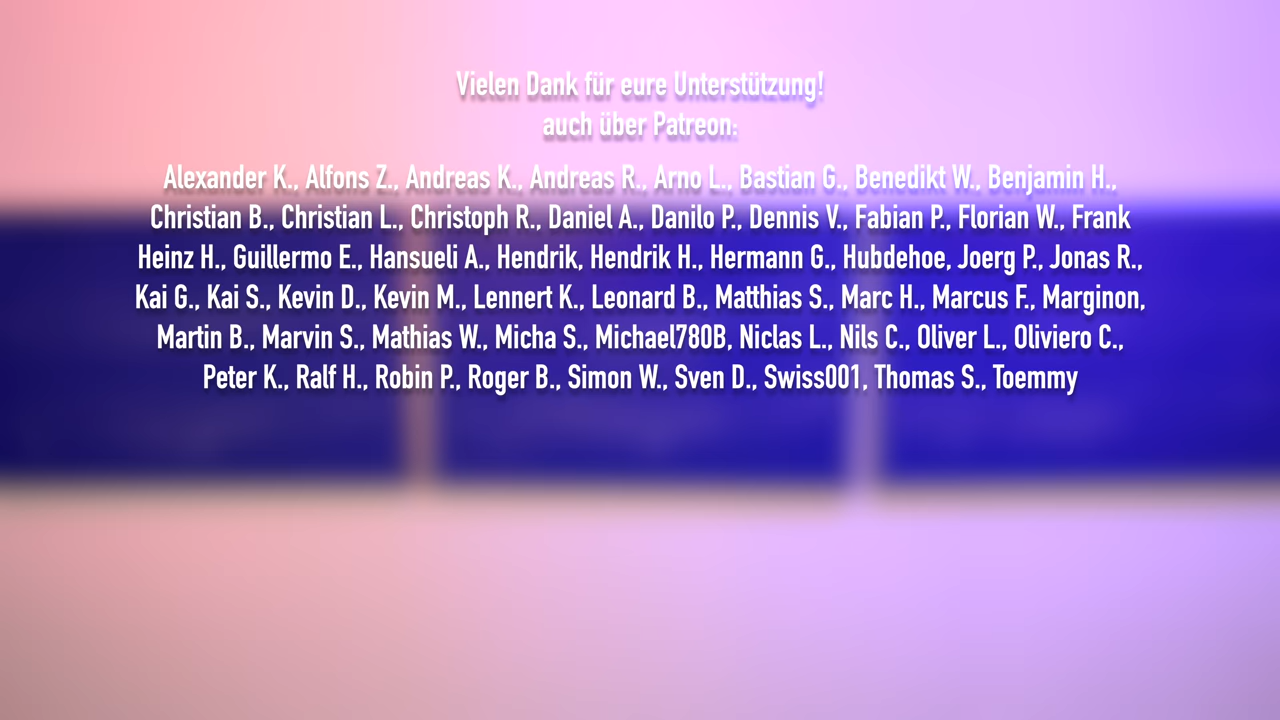 Vielen Dank für eure Unterstützung!
auch über Patreon:
Alexander K., Alfons Z., Andreas K., Andreas R., Arno L., Bastian G., Benedikt W., Benjamin H.,
Christian B., Christian L., Christoph R., Daniel A., Danilo P., Dennis V., Fabian P., Florian W., Frank
Heinz H., Guillermo E., Hansueli A., Hendrik, Hendrik H., Hermann G., Hubdehoe, Joerg P., Jonas R.,
Kai G., Kai S., Kevin D., Kevin M., Lennert K., Leonard B., Matthias S., Marc H., Marcus F., Marginon,
Martin B., Marvin S., Mathias W., Micha S., Michael780B, Niclas L., Nils C., Oliver L., Oliviero C.,
Peter K., Ralf H., Robin P., Roger B., Simon W., Sven D., Swiss001, Thomas S., Toemmy